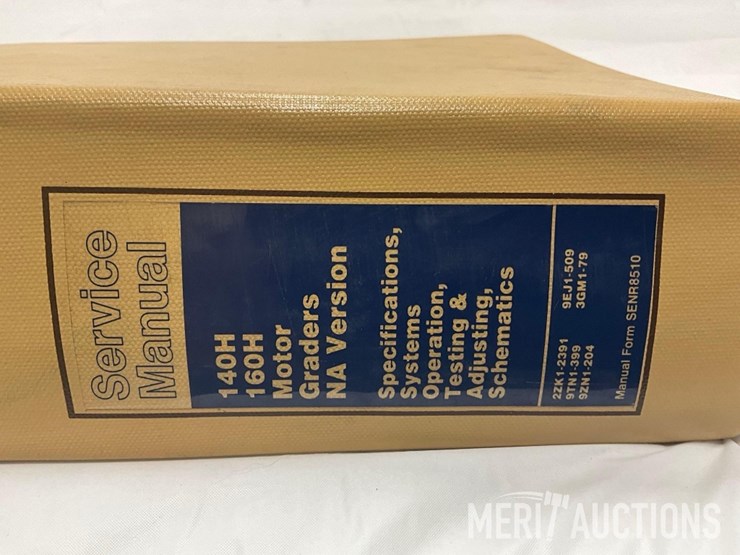 Service
Manual
140H
160H
Motor
Graders
NA Version
Specifications,
Systems
Operation,
Testing &
Adjusting,
Schematics
2ZK1-2391
9TN1-399
9ZN1-204
9EJ1-509
3GM1-79
Manual Form SENR8510
MERIT AUCTIONS